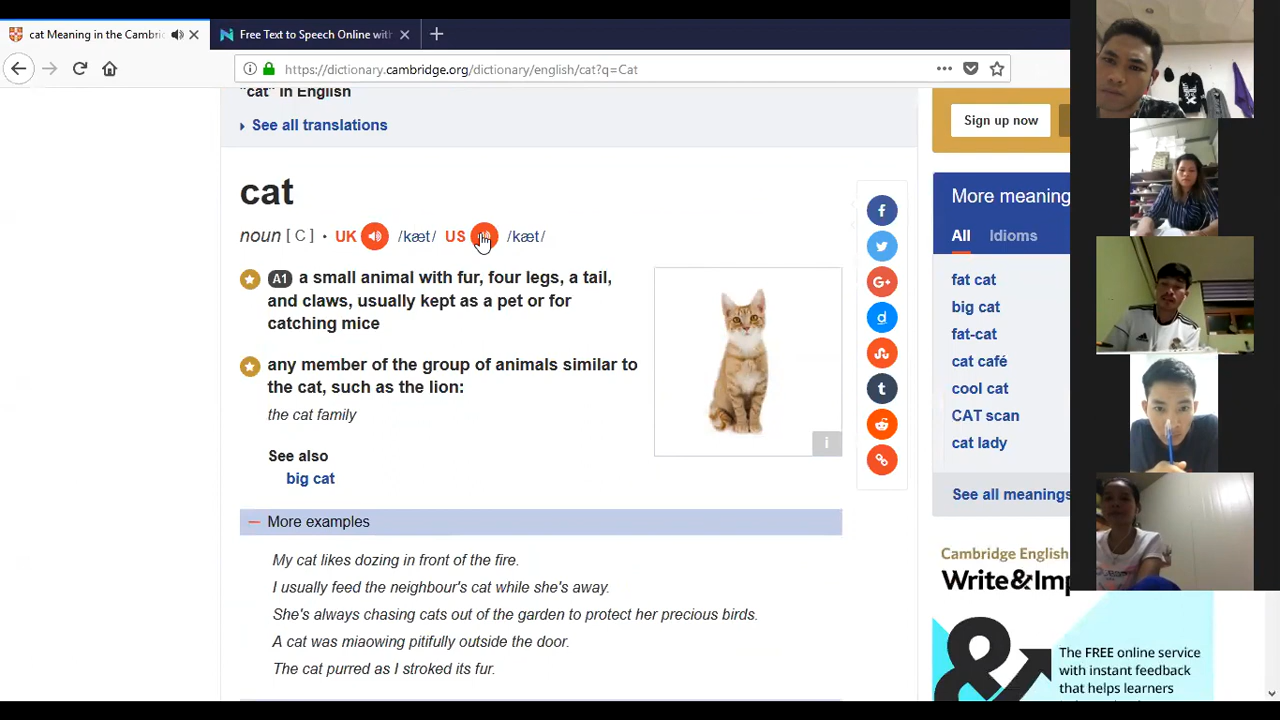 cat Meaning in the Cambri
Free Text to Speech Online with
https://dictionary.cambridge.org/dictionary/english/cat?q=Cat
"cat" in English
See all translations
Sign up now
cat
noun [ C ] • UK /kæt/ US /kæt/
A1 a small animal with fur, four legs, a tail,
and claws, usually kept as a pet or for
catching mice
any member of the group of animals similar to
the cat, such as the lion:
the cat family
See also
big cat
More examples
My cat likes dozing in front of the fire.
I usually feed the neighbour's cat while she's away.
She's always chasing cats out of the garden to protect her precious birds.
A cat was miaowing pitifully outside the door.
The cat purred as I stroked its fur.
More meaning
All Idioms
fat cat
big cat
fat-cat
cat café
cool cat
CAT scan
cat lady
See all meanings
Cambridge English
Write&Imp
&
The FREE online service
with instant feedback
that helps learners